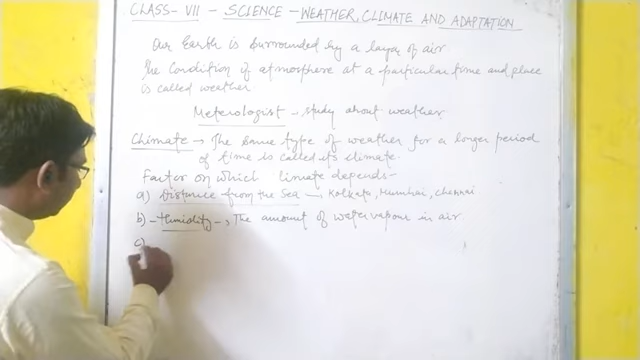 CLASS- VII - SCIENCE - WEATHER, CLIMATE AND ADAPTATION
Our Earth is surrounded by a layer of air.
The Condition of atmosphere at a particular time and place
is called weather
Meterologist - study about weather
Climate → The same type of weather for a longer period
of time is called its climate.
Factor on which limate depends-
a) Distance from the Sea - Kolkata, Mumbai, Chennai
b) - Humidity -, The amount of water vapour in air.
c)